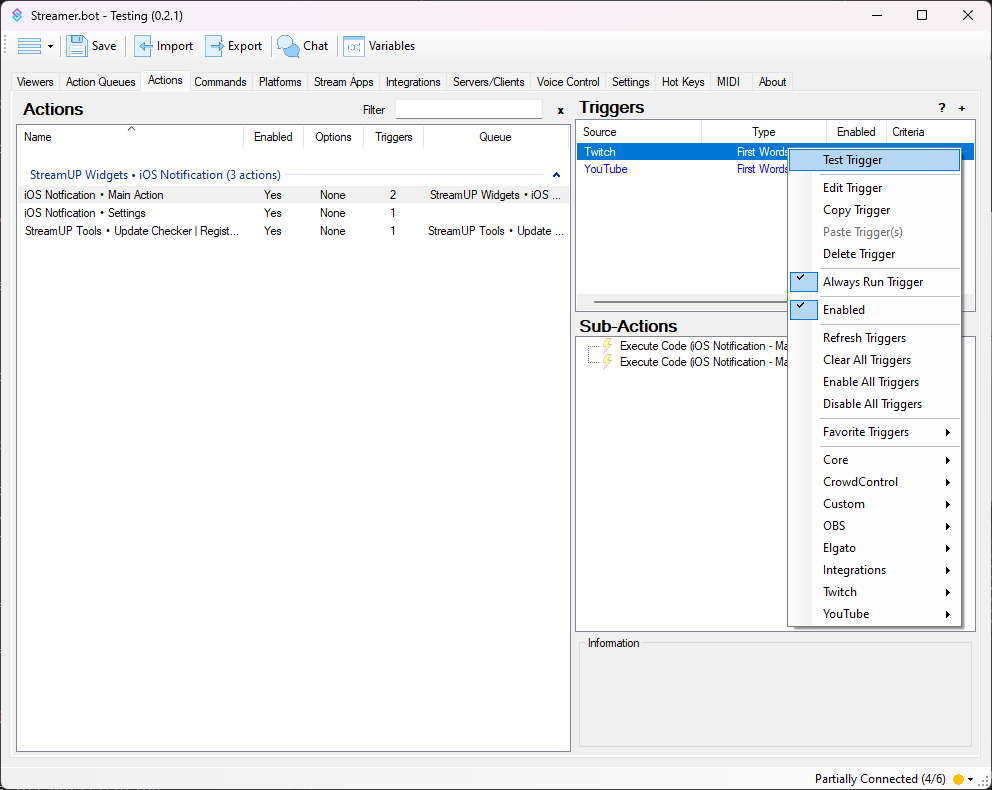 Streamer.bot - Testing (0.2.1)
Save Import Export Chat Variables
Viewers Action Queues Actions Commands Platforms Stream Apps Integrations Servers/Clients Voice Control Settings Hot Keys MIDI About
Actions Filter x
Name Enabled Options Triggers Queue
StreamUP Widgets • iOS Notification (3 actions)
iOS Notfication • Main Action Yes None 2 StreamUP Widgets • iOS ...
iOS Notfication • Settings Yes None 1
StreamUP Tools • Update Checker | Regist... Yes None 1 StreamUP Tools • Update ...
Triggers ? +
Source Type Enabled Criteria
Twitch First Words
YouTube First Words
Sub-Actions
Execute Code (iOS Notification - Ma
Execute Code (iOS Notification - Ma
Information
Test Trigger
Edit Trigger
Copy Trigger
Paste Trigger(s)
Delete Trigger
Always Run Trigger
Enabled
Refresh Triggers
Clear All Triggers
Enable All Triggers
Disable All Triggers
Favorite Triggers
Core
CrowdControl
Custom
OBS
Elgato
Integrations
Twitch
YouTube
Partially Connected (4/6)